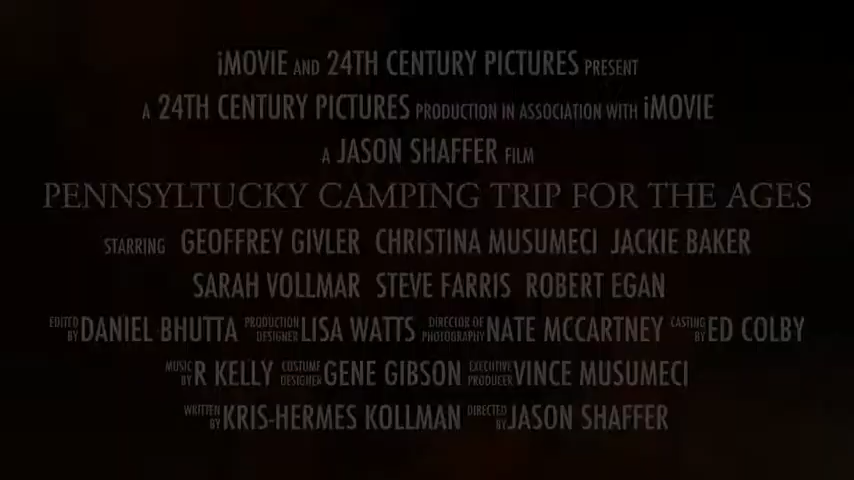 iMOVIE AND 24TH CENTURY PICTURES PRESENT
A 24TH CENTURY PICTURES PRODUCTION IN ASSOCIATION WITH iMOVIE
A JASON SHAFFER FILM
PENNSYLTUCKY CAMPING TRIP FOR THE AGES
STARRING GEOFFREY GIVLER CHRISTINA MUSUMECI JACKIE BAKER
SARAH VOLLMAR STEVE FARRIS ROBERT EGAN
EDITED BY DANIEL BHUTTA PRODUCTION DESIGNER LISA WATTS DIRECTOR OF PHOTOGRAPHY NATE MCCARTNEY CASTING BY ED COLBY
MUSIC BY R KELLY COSTUME DESIGNER GENE GIBSON EXECUTIVE PRODUCER VINCE MUSUMECI
WRITTEN BY KRIS-HERMES KOLLMAN DIRECTED BY JASON SHAFFER